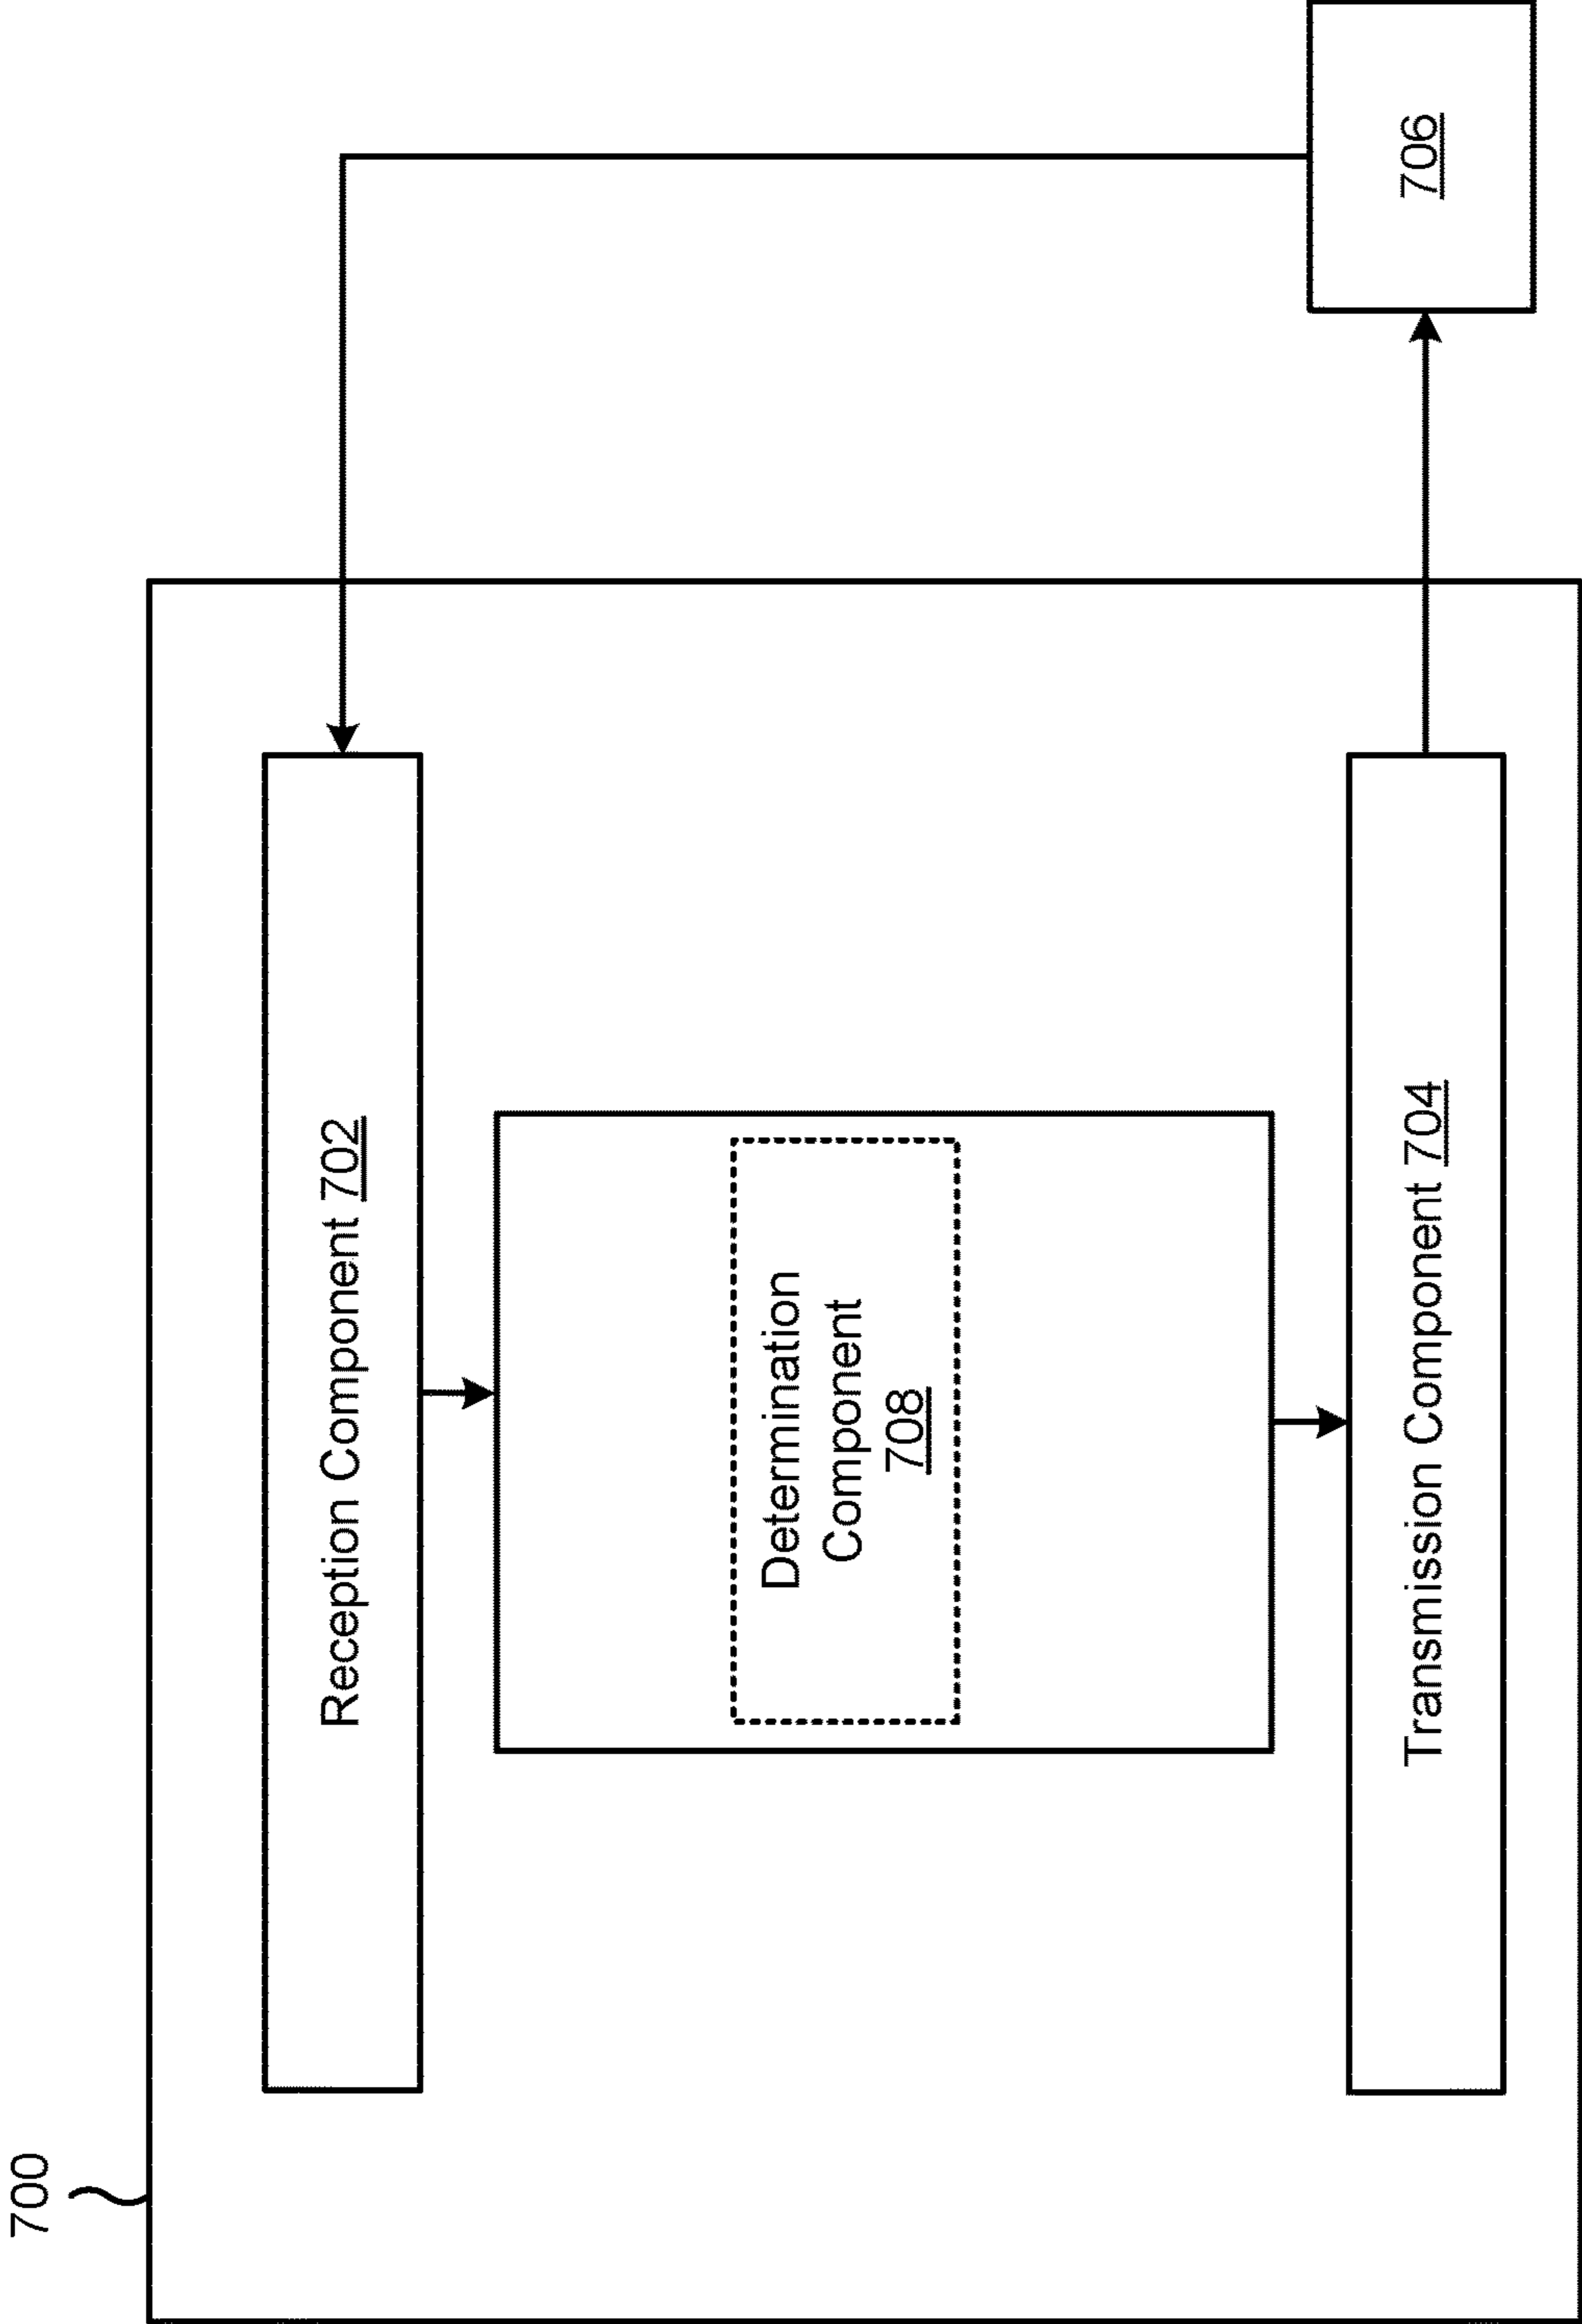 700
Reception Component 702
Determination
Component
708
Transmission Component 704
706